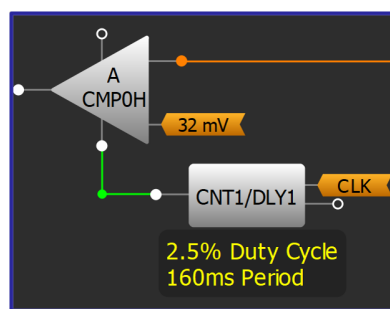 A
CMP0H
32 mV
CNT1/DLY1
CLK
2.5% Duty Cycle
160ms Period